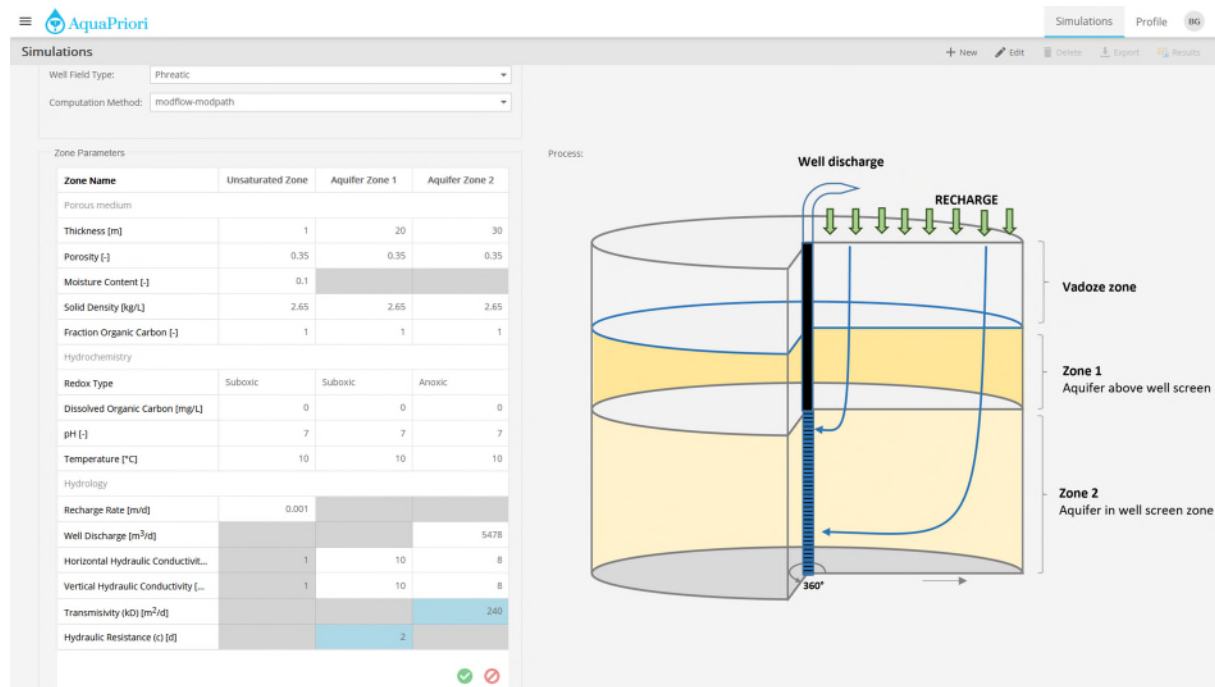 AquaPriori
Simulations Profile BG
Simulations
New Edit Delete Export Results
Well Field Type: Phreatic
Computation Method: modflow-modpath
Zone Parameters
Zone Name Unsaturated Zone Aquifer Zone 1 Aquifer Zone 2
Porous medium
Thickness [m] 1 20 30
Porosity [-] 0.35 0.35 0.35
Moisture Content [-] 0.1
Solid Density [kg/L] 2.65 2.65 2.65
Fraction Organic Carbon [-] 1 1 1
Hydrochemistry
Redox Type Suboxic Suboxic Anoxic
Dissolved Organic Carbon [mg/L] 0 0 0
pH [-] 7 7 7
Temperature [°C] 10 10 10
Hydrology
Recharge Rate [m/d] 0.001
Well Discharge [m³/d] 5478
Horizontal Hydraulic Conductivit... 1 10 8
Vertical Hydraulic Conductivity [... 1 10 8
Transmisivity (kD) [m²/d] 240
Hydraulic Resistance (c) [d] 2
Process:
Well discharge
RECHARGE
Vadoze zone
Zone 1
Aquifer above well screen
Zone 2
Aquifer in well screen zone
360°